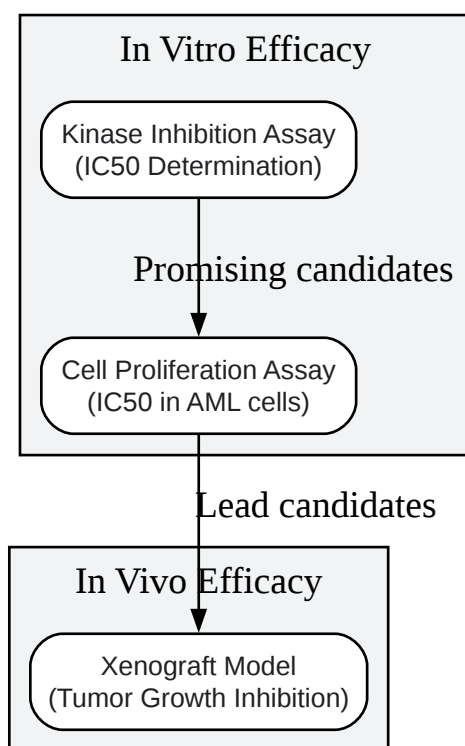 In Vitro Efficacy
Kinase Inhibition Assay
(IC50 Determination)
Promising candidates
Cell Proliferation Assay
(IC50 in AML cells)
Lead candidates
In Vivo Efficacy
Xenograft Model
(Tumor Growth Inhibition)